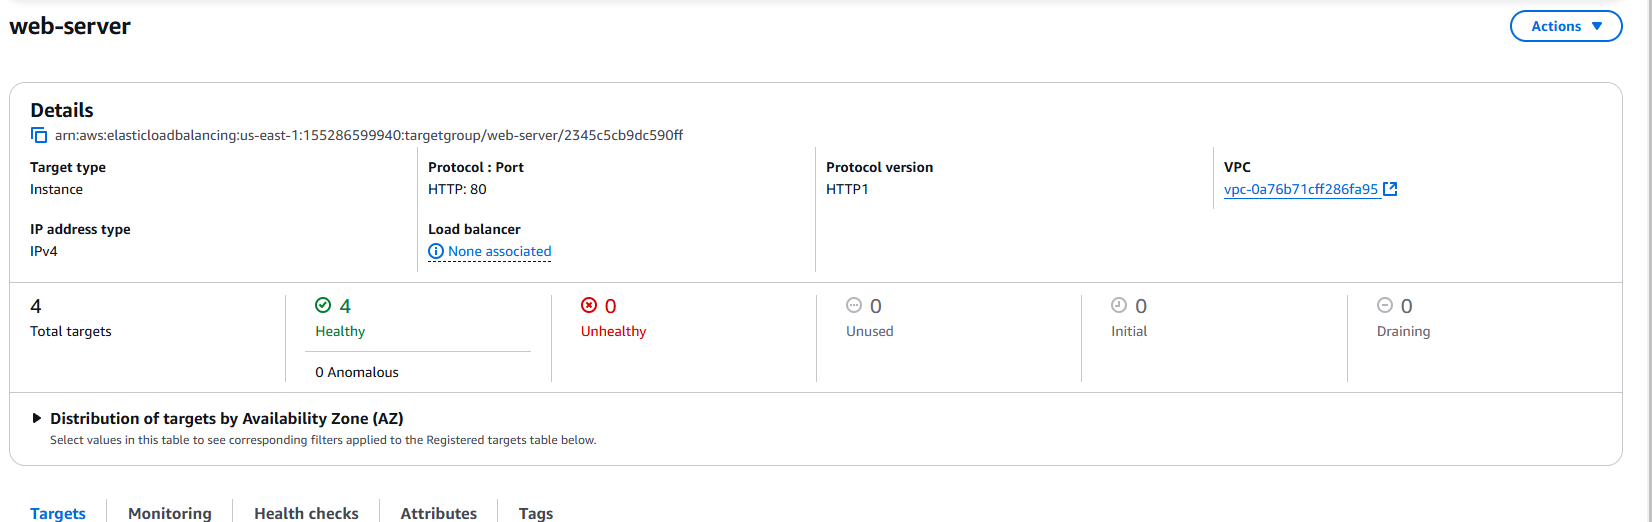 web-server
Actions
Details
arn:aws:elasticloadbalancing:us-east-1:155286599940:targetgroup/web-server/2345c5cb9dc590ff
Target type
Instance
Protocol : Port
HTTP: 80
Protocol version
HTTP1
VPC
vpc-0a76b71cff286fa95
IP address type
IPv4
Load balancer
None associated
4
Total targets
4
Healthy
0 Anomalous
0
Unhealthy
0
Unused
0
Initial
0
Draining
Distribution of targets by Availability Zone (AZ)
Select values in this table to see corresponding filters applied to the Registered targets table below.
Targets Monitoring Health checks Attributes Tags